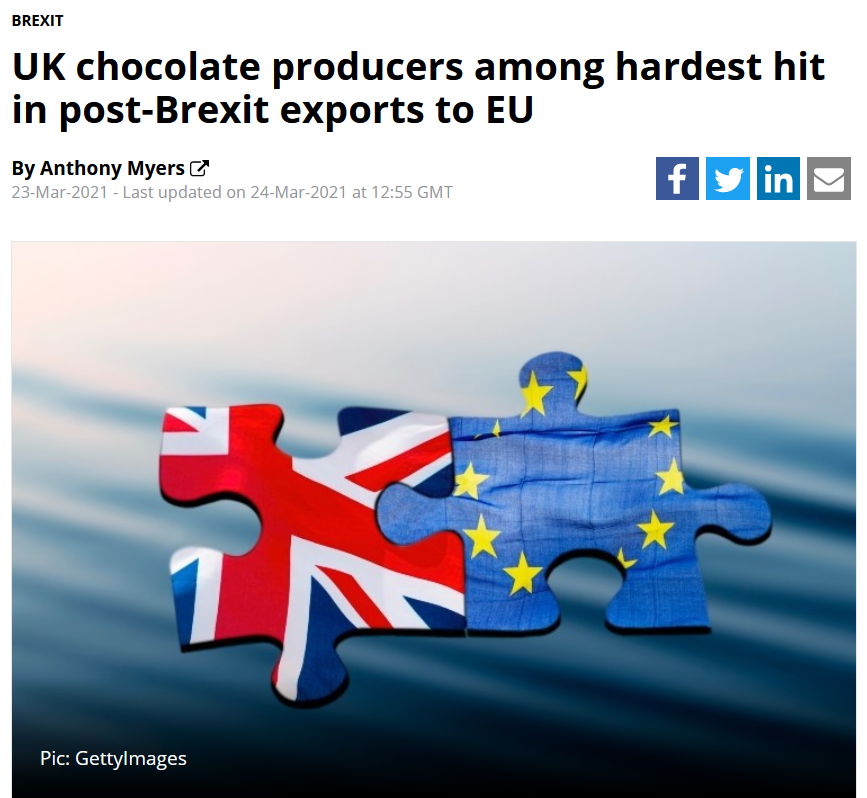 BREXIT
UK chocolate producers among hardest hit
in post-Brexit exports to EU
By Anthony Myers
23-Mar-2021 - Last updated on 24-Mar-2021 at 12:55 GMT
Pic: GettyImages